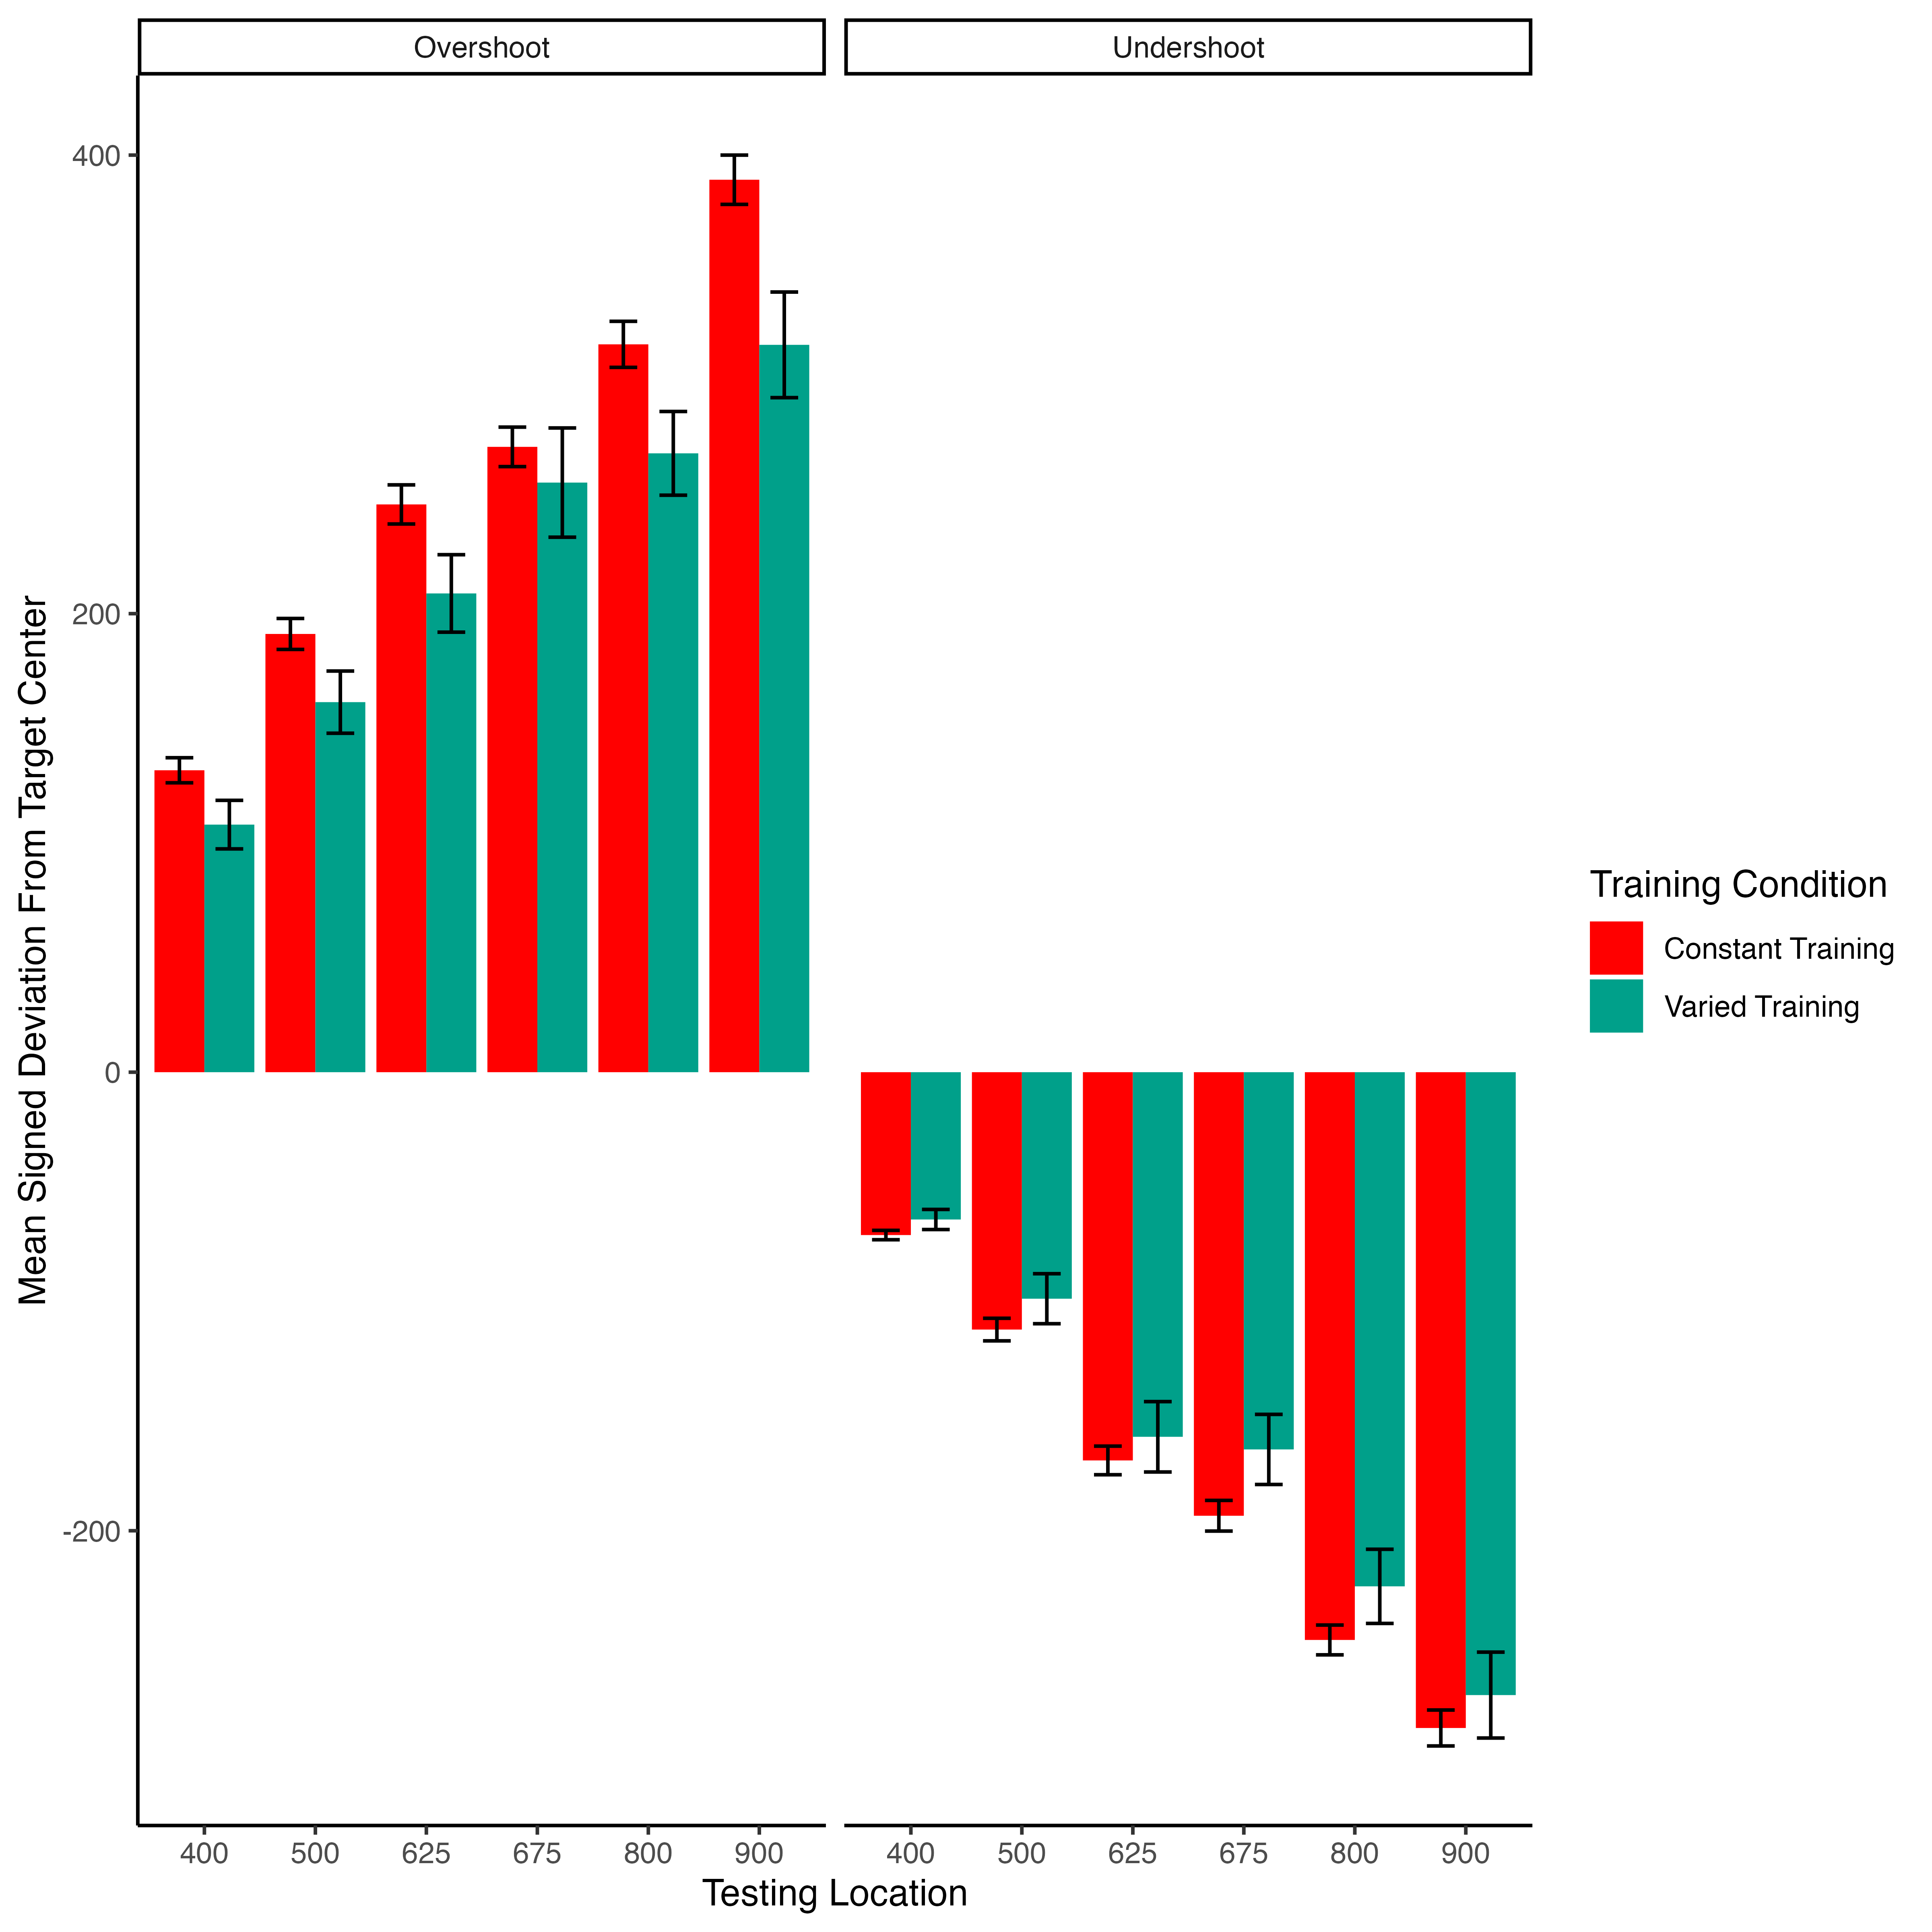 Overshoot
Undershoot
Mean Signed Deviation From Target Center
400
200
0
-200
400 500 625 675 800 900
400 500 625 675 800 900
Testing Location
Training Condition
Constant Training
Varied Training